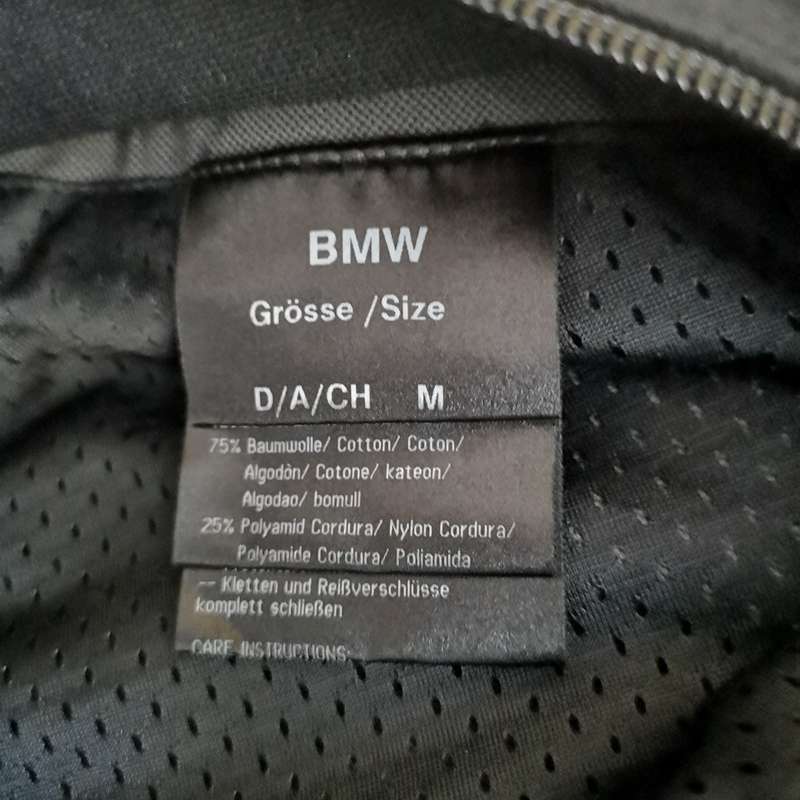 BMW
Grösse /Size
D/A/CH M
75% Baumwolle/ Cotton/ Coton/
Algodòn/ Cotone/ kateon/
Algodao/ bomull
25% Polyamid Cordura/ Nylon Cordura/
Polyamide Cordura/ Poliamida
-- Kletten und Reißverschlüsse
komplett schließen
CARE INSTRUCTIONS: